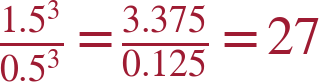 1.5³/0.5³ = 3.375/0.125 = 27